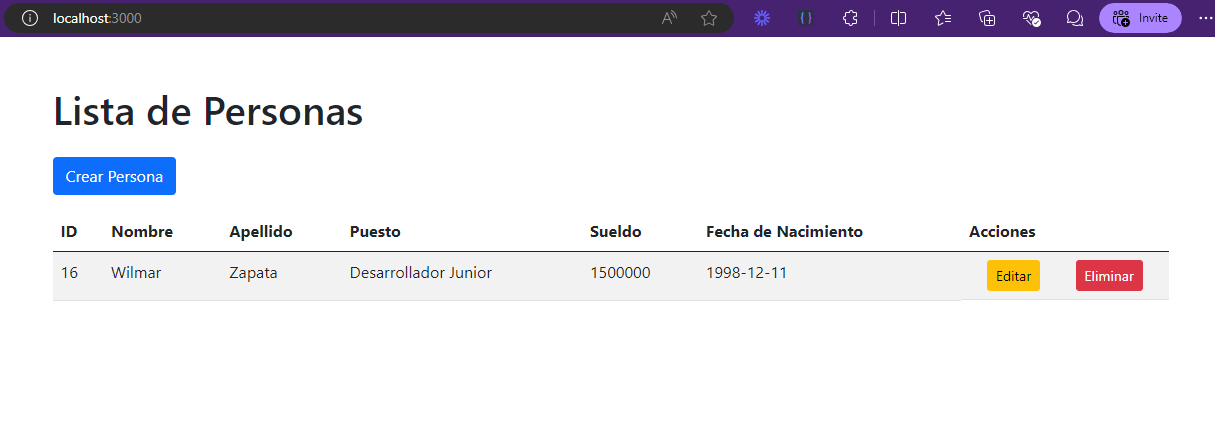 localhost:3000
Invite
Lista de Personas
Crear Persona
ID Nombre Apellido Puesto Sueldo Fecha de Nacimiento Acciones
16 Wilmar Zapata Desarrollador Junior 1500000 1998-12-11 Editar Eliminar